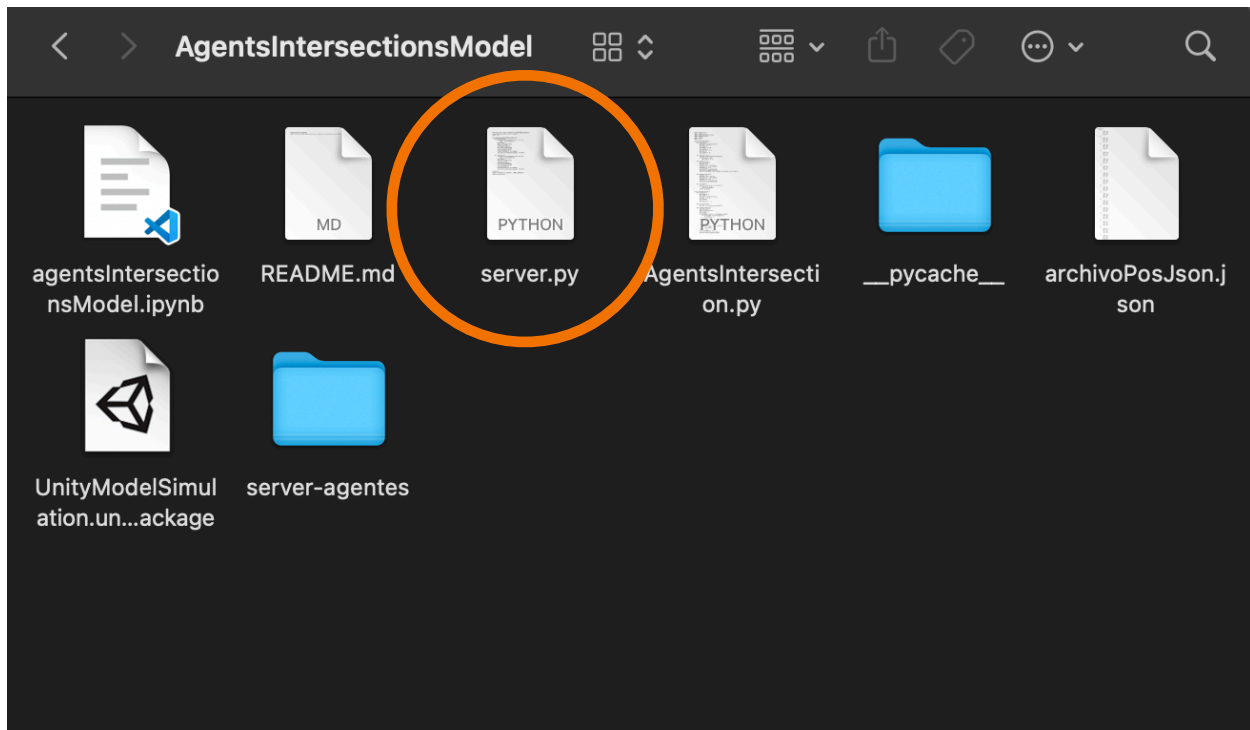 AgentsIntersectionsModel
MD
PYTHON
PYTHON
agentsIntersectio
nsModel.ipynb
README.md
server.py
AgentsIntersecti
on.py
__pycache__
archivoPosJson.j
son
UnityModelSimul
ation.un...ackage
server-agentes